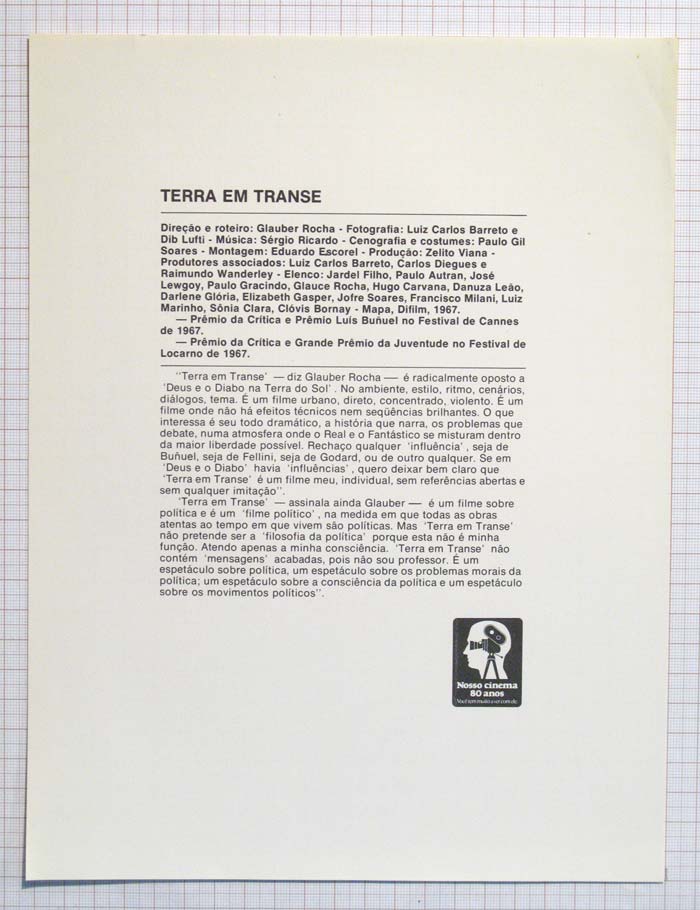 TERRA EM TRANSE
Direção e roteiro: Glauber Rocha - Fotografia: Luiz Carlos Barreto e
Dib Lufti - Música: Sérgio Ricardo - Cenografia e costumes: Paulo Gil
Soares - Montagem: Eduardo Escorel - Produção: Zelito Viana -
Produtores associados: Luiz Carlos Barreto, Carlos Diegues e
Raimundo Wanderley - Elenco: Jardel Filho, Paulo Autran, José
Lewgoy, Paulo Gracindo, Glauce Rocha, Hugo Carvana, Danuza Leão,
Darlene Glória, Elizabeth Gasper, Jofre Soares, Francisco Milani, Luiz
Marinho, Sônia Clara, Clóvis Bornay - Mapa, Difilm, 1967.
— Prêmio da Crítica e Prêmio Luís Buñuel no Festival de Cannes
de 1967.
— Prêmio da Crítica e Grande Prêmio da Juventude no Festival de
Locarno de 1967.
"Terra em Transe' — diz Glauber Rocha — é radicalmente oposto a
'Deus e o Diabo na Terra do Sol'. No ambiente, estilo, ritmo, cenários,
diálogos, tema. É um filme urbano, direto, concentrado, violento. É um
filme onde não há efeitos técnicos nem seqüências brilhantes. O que
interessa é seu todo dramático, a história que narra, os problemas que
debate, numa atmosfera onde o Real e o Fantástico se misturam dentro
da maior liberdade possível. Rechaço qualquer 'influência', seja de
Buñuel, seja de Fellini, seja de Godard, ou de outro qualquer. Se em
'Deus e o Diabo' havia 'influências', quero deixar bem claro que
'Terra em Transe' é um filme meu, individual, sem referências abertas e
sem qualquer imitação".
'Terra em Transe' — assinala ainda Glauber — é um filme sobre
política e é um 'filme político', na medida em que todas as obras
atentas ao tempo em que vivem são políticas. Mas 'Terra em Transe'
não pretende ser a 'filosofia da política' porque esta não é minha
função. Atendo apenas a minha consciência. 'Terra em Transe' não
contém 'mensagens' acabadas, pois não sou professor. É um
espetáculo sobre política, um espetáculo sobre os problemas morais da
política; um espetáculo sobre a consciência da política e um espetáculo
sobre os movimentos políticos".
Nosso cinema
80 anos
Você tem muito a ver com ele.